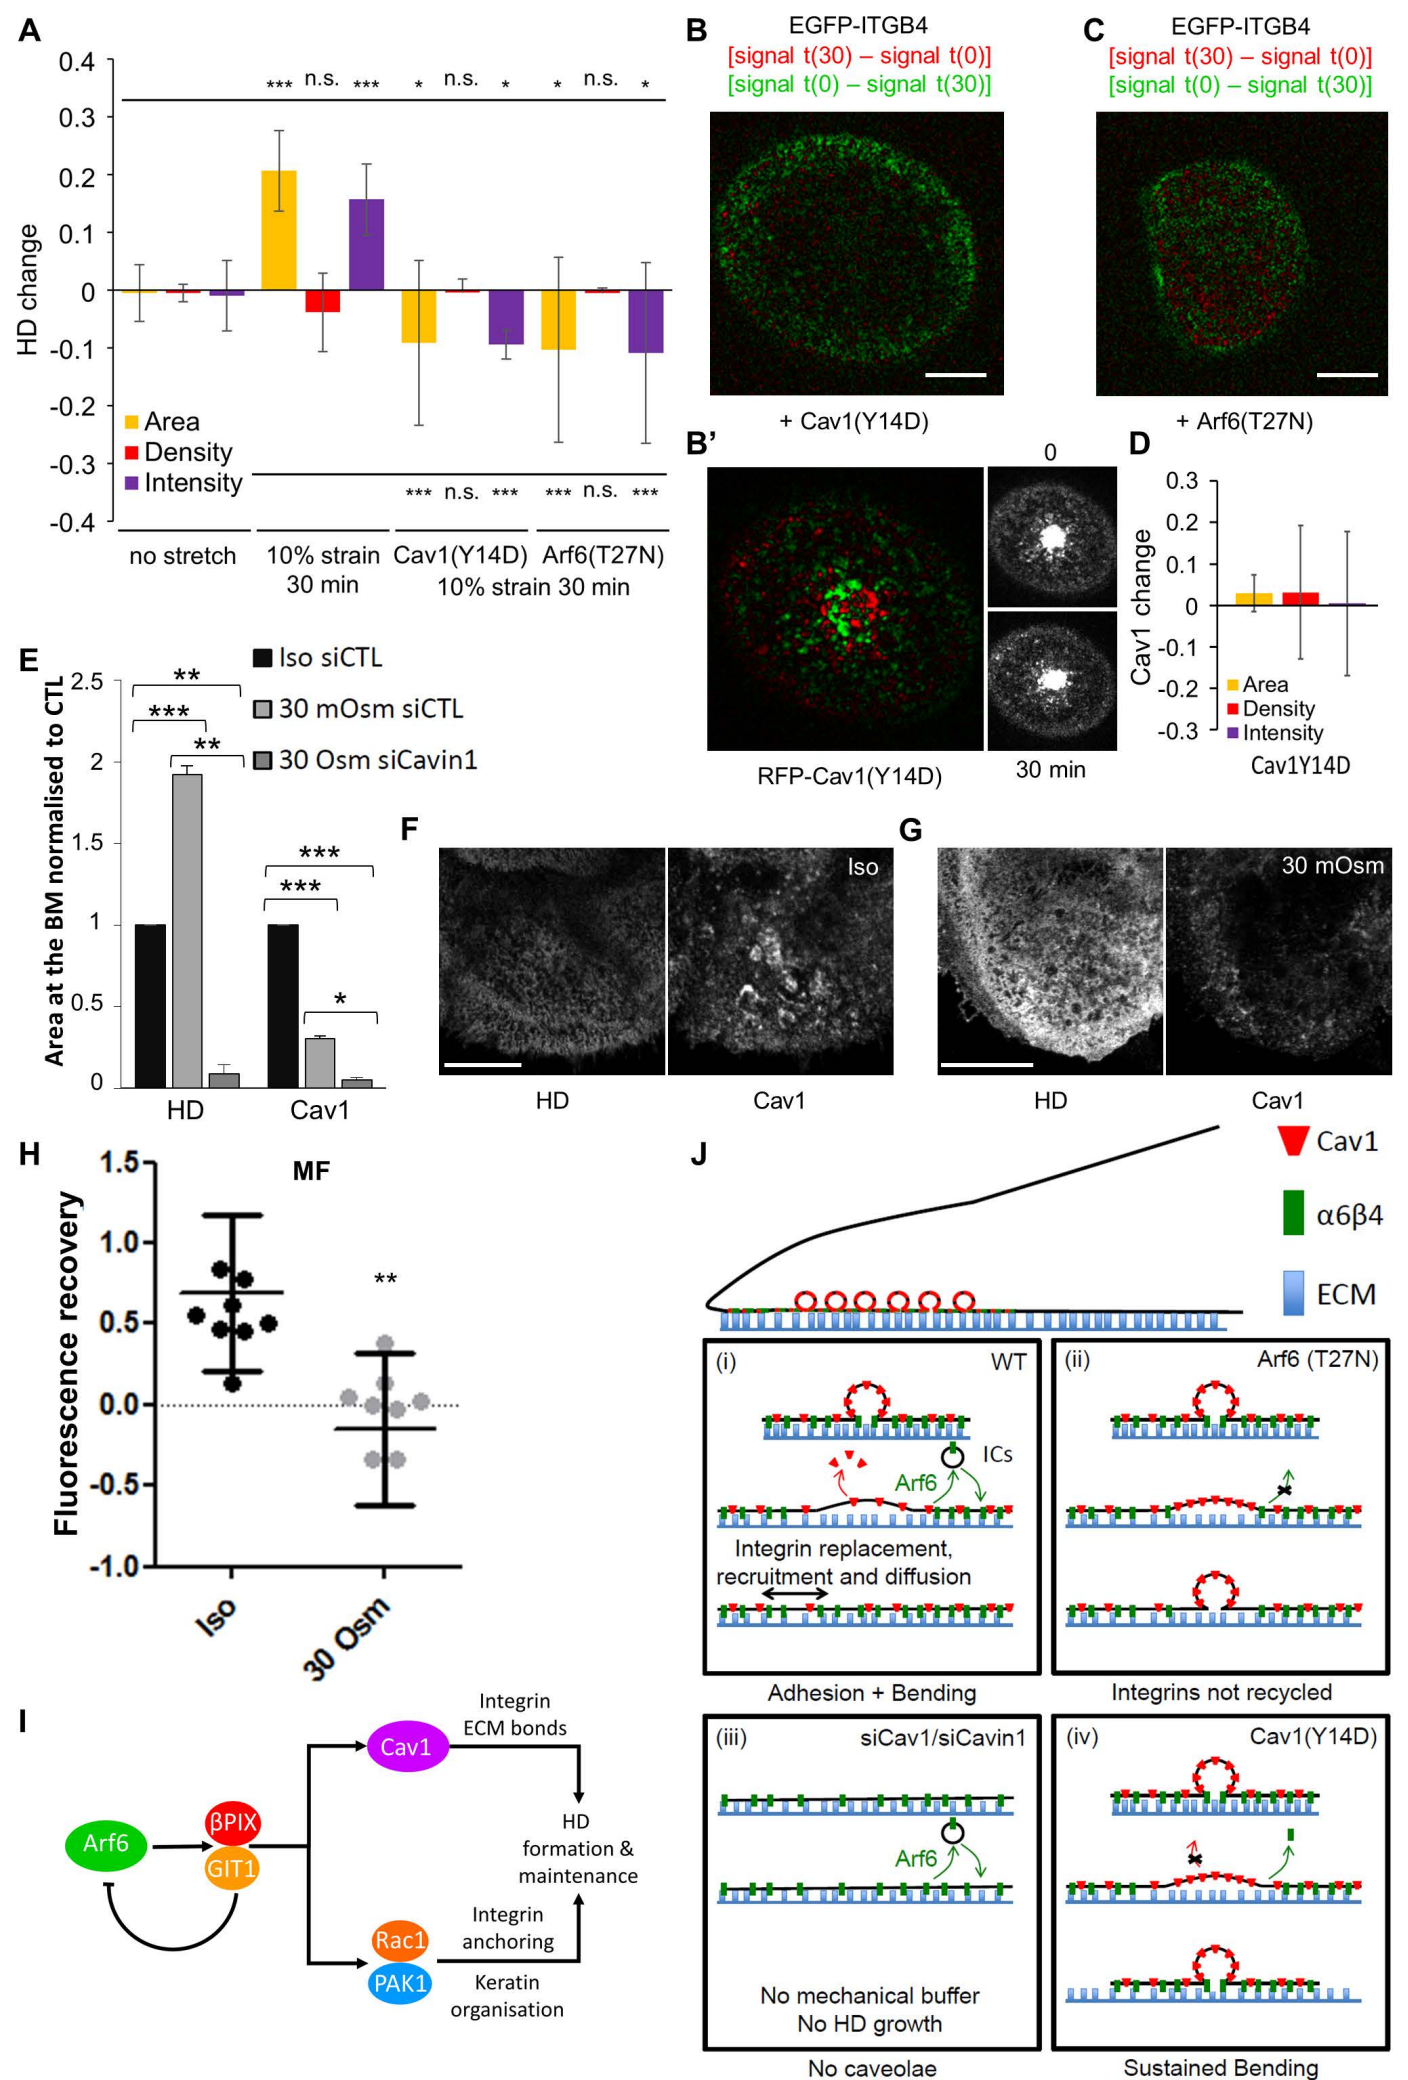 A
0.4
0.3
0.2
0.1
0
-0.1
-0.2
-0.3
-0.4
HD change
*** n.s. *** * n.s. * * n.s. *
Area
Density
Intensity
*** n.s. *** *** n.s. ***
no stretch
10% strain
30 min
Cav1(Y14D) Arf6(T27N)
10% strain 30 min
B
EGFP-ITGB4
[signal t(30) – signal t(0)]
[signal t(0) – signal t(30)]
+ Cav1(Y14D)
C
EGFP-ITGB4
[signal t(30) – signal t(0)]
[signal t(0) – signal t(30)]
+ Arf6(T27N)
B’
0
30 min
RFP-Cav1(Y14D)
D
0.3
0.2
0.1
0
-0.1
-0.2
-0.3
Cav1 change
Area
Density
Intensity
Cav1Y14D
E
Iso siCTL
30 mOsm siCTL
30 Osm siCavin1
Area at the BM normalised to CTL
2.5
2
1.5
1
0.5
0
**
***
**
***
***
*
HD
Cav1
F
Iso
HD
Cav1
G
30 mOsm
HD
Cav1
H
MF
Fluorescence recovery
1.5
1.0
0.5
0.0
-0.5
-1.0
**
Iso
30 Osm
I
Arf6
βPIX
GIT1
Cav1
Integrin
ECM bonds
HD
formation &
maintenance
Rac1
PAK1
Integrin
anchoring
Keratin
organisation
J
Cav1
α6β4
ECM
(i) WT
ICs
Arf6
Integrin replacement,
recruitment and diffusion
Adhesion + Bending
(ii) Arf6 (T27N)
Integrins not recycled
(iii) siCav1/siCavin1
Arf6
No mechanical buffer
No HD growth
No caveolae
(iv) Cav1(Y14D)
Sustained Bending